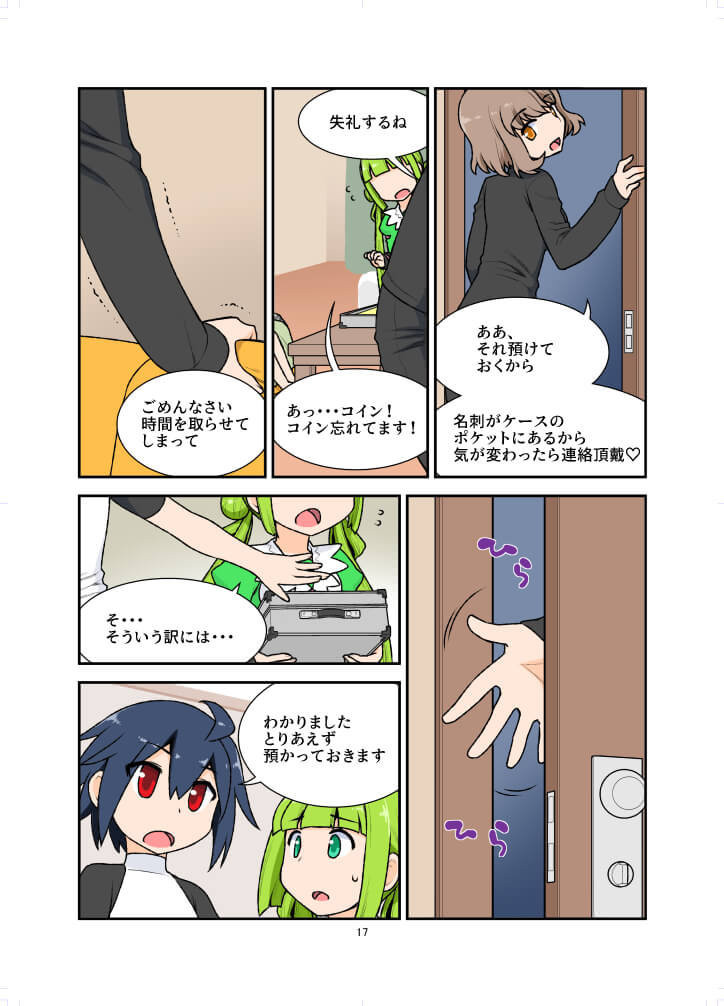 ああ、
それ預けて
おくから
名刺がケースの
ポケットにあるから
気が変わったら連絡頂戴♡
失礼するね
あっ・・・コイン！
コイン忘れてます！
ごめんなさい
時間を取らせて
しまって
ひら
ひら
そ・・・
そういう訳には・・・
わかりました
とりあえず
預かっておきます
17